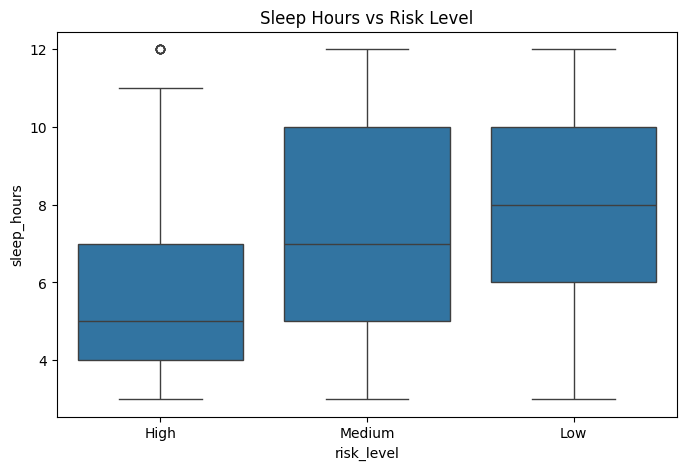 Sleep Hours vs Risk Level
sleep_hours
12
10
8
6
4
High
Medium
Low
risk_level